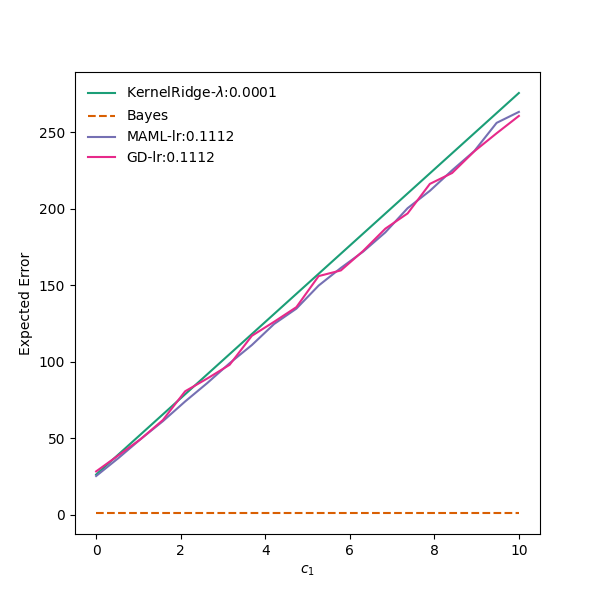 KernelRidge-λ:0.0001
Bayes
MAML-lr:0.1112
GD-lr:0.1112
250
200
150
100
50
0
Expected Error
0 2 4 6 8 10
c₁